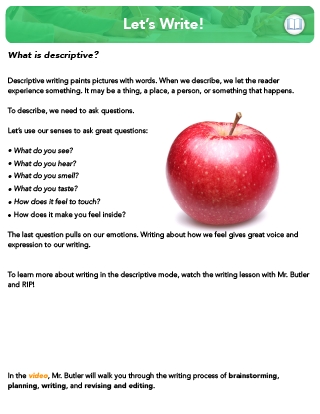 Let's Write!
What is descriptive?
Descriptive writing paints pictures with words. When we describe, we let the reader
experience something. It may be a thing, a place, a person, or something that happens.
To describe, we need to ask questions.
Let's use our senses to ask great questions:
• What do you see?
• What do you hear?
• What do you smell?
• What do you taste?
• How does it feel to touch?
• How does it make you feel inside?
The last question pulls on our emotions. Writing about how we feel gives great voice and
expression to our writing.
To learn more about writing in the descriptive mode, watch the writing lesson with Mr. Butler
and RIP!
In the video, Mr. Butler will walk you through the writing process of brainstorming,
planning, writing, and revising and editing.